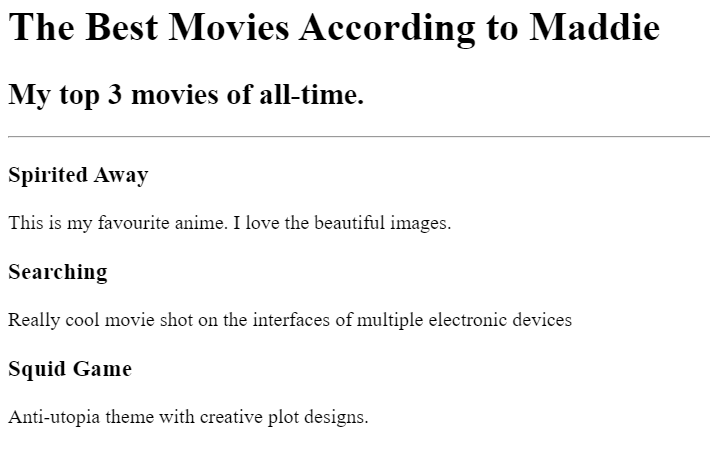 The Best Movies According to Maddie
My top 3 movies of all-time.
Spirited Away
This is my favourite anime. I love the beautiful images.
Searching
Really cool movie shot on the interfaces of multiple electronic devices
Squid Game
Anti-utopia theme with creative plot designs.